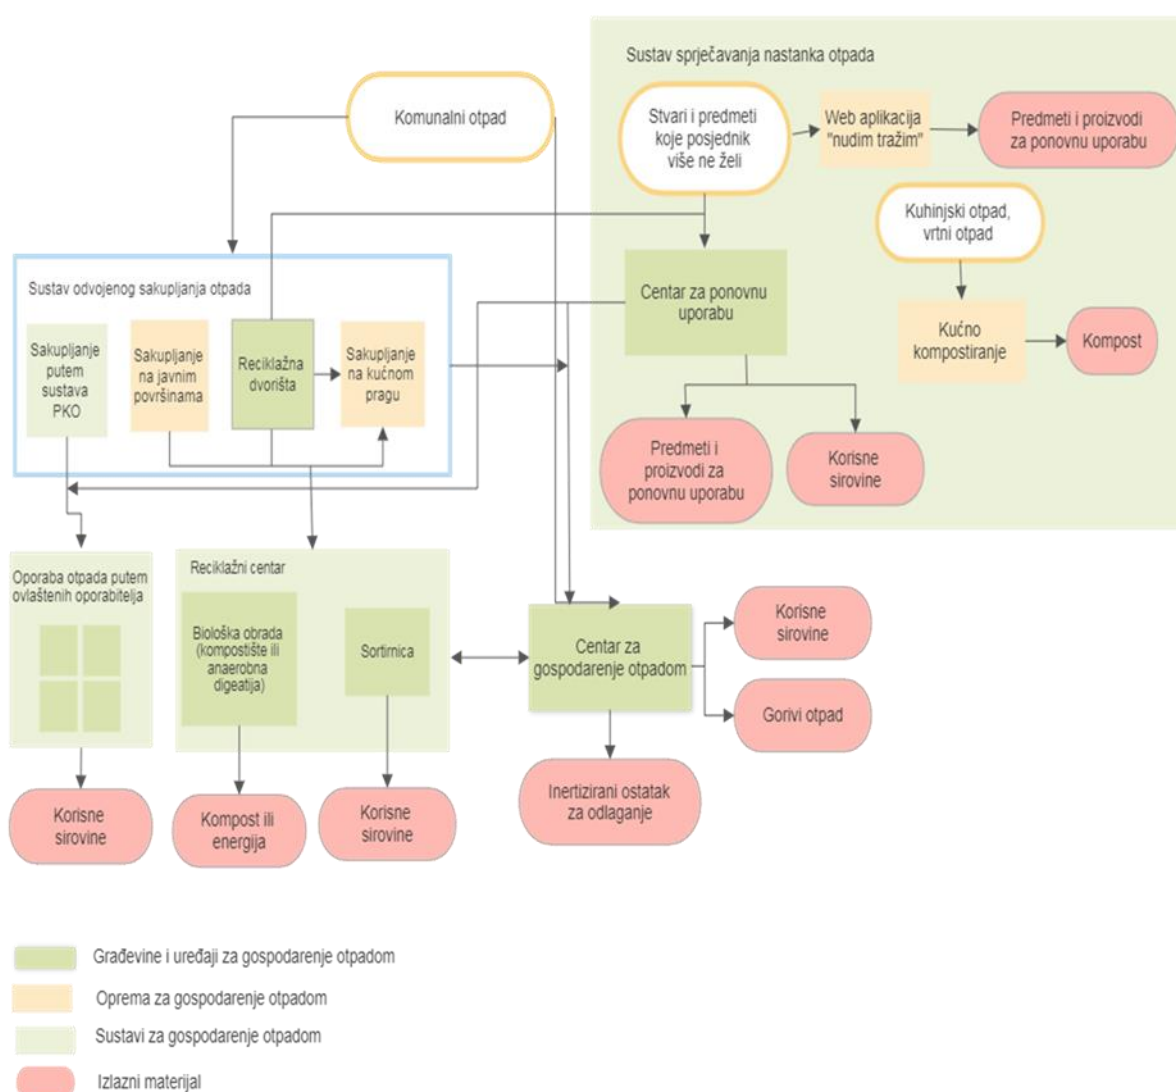 Sustav sprječavanja nastanka otpada
Komunalni otpad
Stvari i predmeti
koje posjednik
više ne želi
Web aplikacija
"nudim tražim"
Predmeti i proizvodi
za ponovnu uporabu
Kuhinjski otpad,
vrtni otpad
Sustav odvojenog sakupljanja otpada
Centar za ponovnu
uporabu
Kućno
kompostiranje
Kompost
Sakupljanje
putem
sustava
PKO
Sakupljanje
na javnim
površinama
Reciklažna
dvorišta
Sakupljanje
na kućnom
pragu
Predmeti i
proizvodi za
ponovnu uporabu
Korisne
sirovine
Oporaba otpada putem
ovlaštenih oporabitelja
Reciklažni centar
Biološka obrada
(kompostište ili
anaerobna
digeatija)
Sortirnica
Centar za
gospodarenje otpadom
Korisne
sirovine
Gorivi otpad
Inertizirani ostatak
za odlaganje
Korisne
sirovine
Kompost ili
energija
Korisne
sirovine
Građevine i uređaji za gospodarenje otpadom
Oprema za gospodarenje otpadom
Sustavi za gospodarenje otpadom
Izlazni materijal